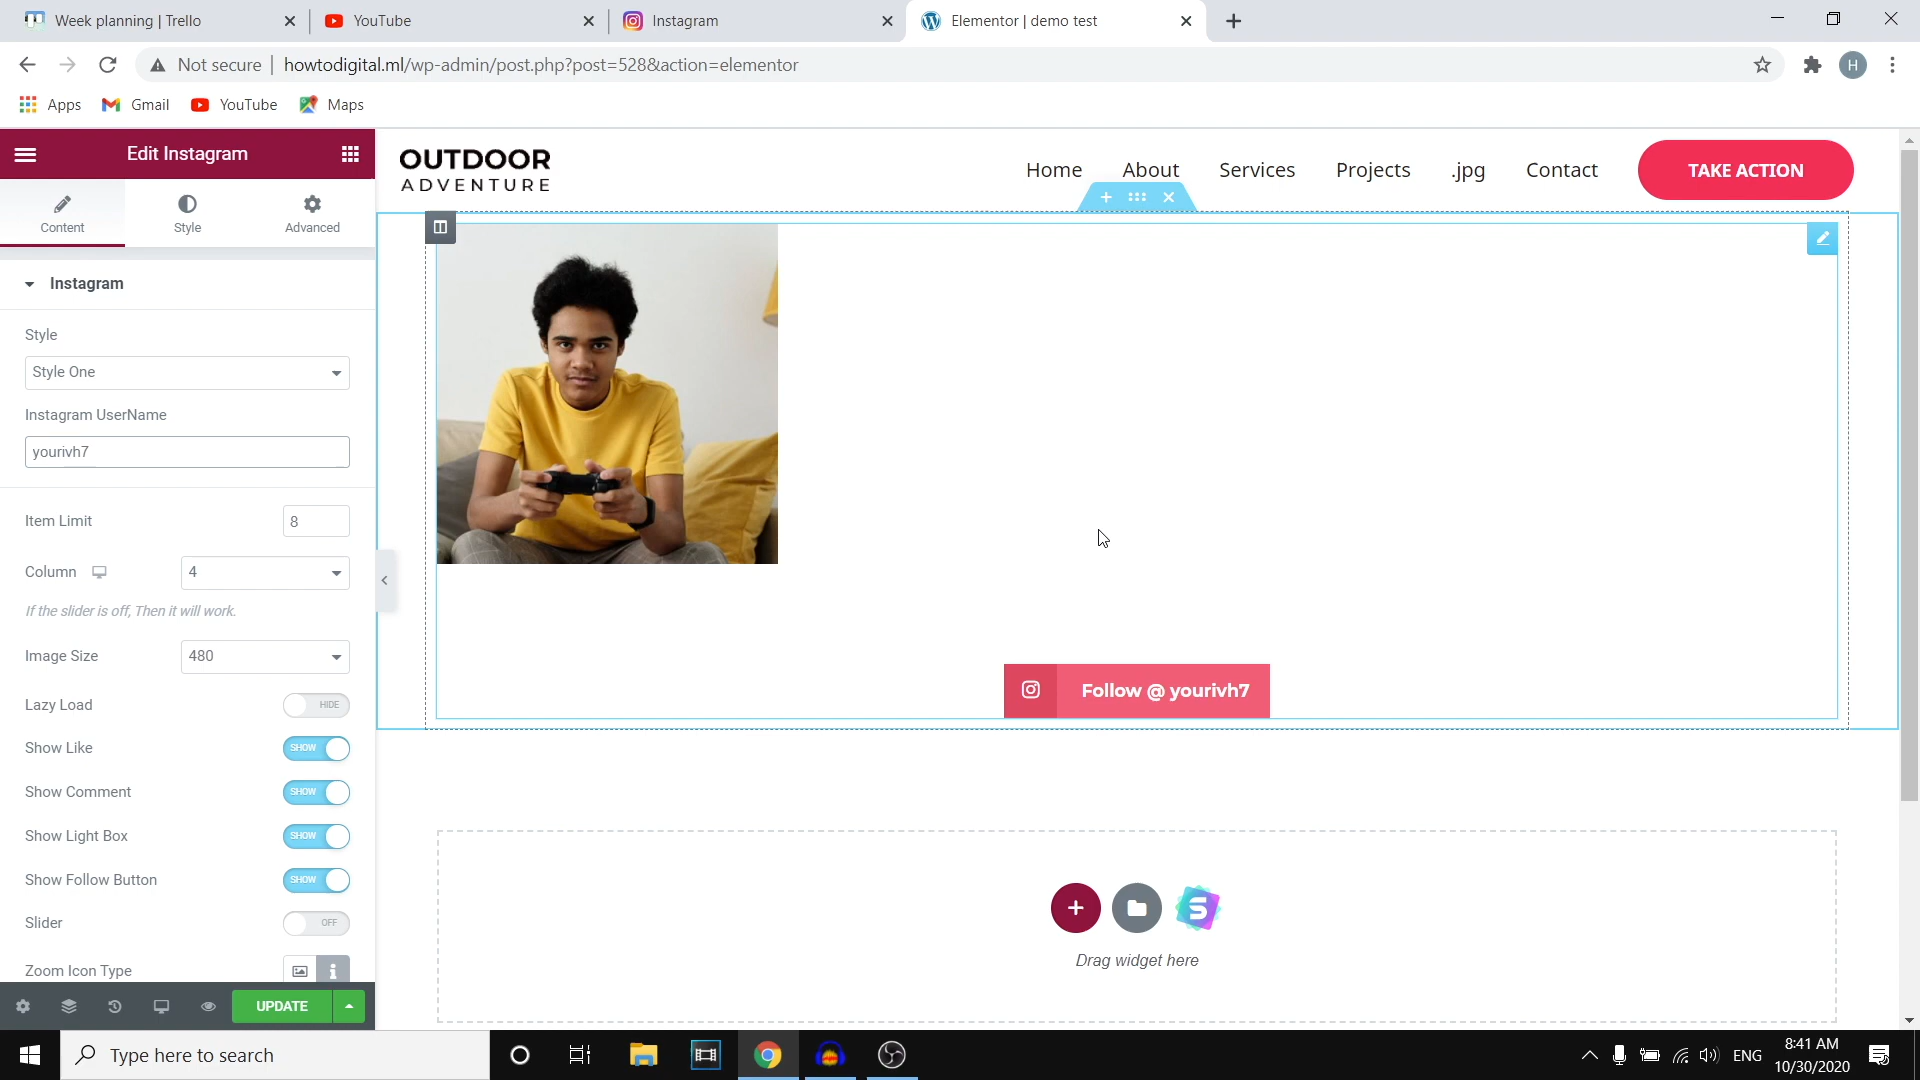 Week planning | Trello
YouTube
Instagram
Elementor | demo test
Not secure | howtodigital.ml/wp-admin/post.php?post=528&action=elementor
H
Apps
Gmail
YouTube
Maps
Edit Instagram
Content
Style
Advanced
Instagram
Style
Style One
Instagram UserName
yourivh7
Item Limit
8
Column
4
If the slider is off, Then it will work.
Image Size
480
Lazy Load
HIDE
Show Like
SHOW
Show Comment
SHOW
Show Light Box
SHOW
Show Follow Button
SHOW
Slider
OFF
Zoom Icon Type
UPDATE
OUTDOOR
ADVENTURE
Home
About
Services
Projects
.jpg
Contact
TAKE ACTION
Follow @ yourivh7
Drag widget here
Type here to search
ENG
8:41 AM
10/30/2020